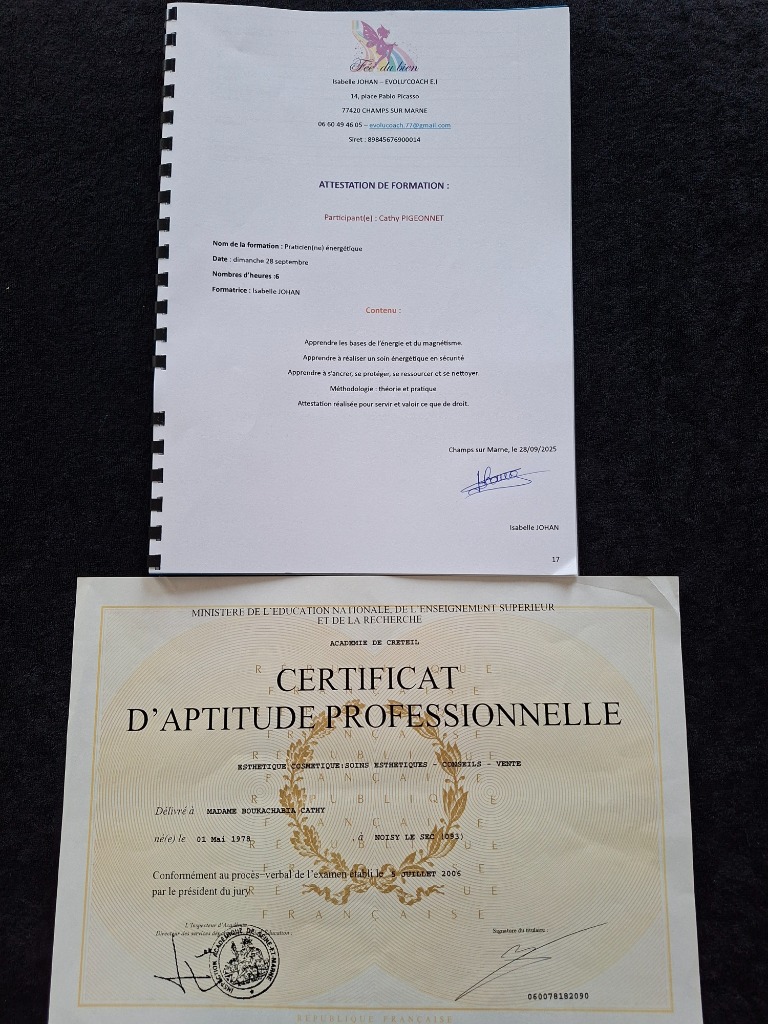 Fée du bien
Isabelle JOHAN – EVOLU'COACH E.I
14, place Pablo Picasso
77420 CHAMPS SUR MARNE
06 60 49 46 05 – evolucoach.77@gmail.com
Siret : 89845676900014
ATTESTATION DE FORMATION :
Participant(e) : Cathy PIGEONNET
Nom de la formation : Praticien(ne) énergétique
Date : dimanche 28 septembre
Nombres d'heures :6
Formatrice : Isabelle JOHAN
Contenu :
Apprendre les bases de l'énergie et du magnétisme.
Apprendre à réaliser un soin énergétique en sécurité
Apprendre à s'ancrer, se protéger, se ressourcer et se nettoyer.
Méthodologie : théorie et pratique
Attestation réalisée pour servir et valoir ce que de droit.
Champs sur Marne, le 28/09/2025
Isabelle JOHAN
17
MINISTERE DE L'EDUCATION NATIONALE, DE L'ENSEIGNEMENT SUPERIEUR
ET DE LA RECHERCHE
ACADEMIE DE CRETEIL
CERTIFICAT
D'APTITUDE PROFESSIONNELLE
ESTHETIQUE COSMETIQUE:SOINS ESTHETIQUES - CONSEILS - VENTE
Délivré à MADAME BOUKACHABIA CATHY
né(e) le 01 Mai 1978, à NOISY LE SEC (093)
Conformément au procès-verbal de l'examen établi le 5 JUILLET 2006
par le président du jury
L'Inspecteur d'Académie
Directeur des services Education :
Signature du titulaire :
060078182090
REPUBLIQUE FRANÇAISE